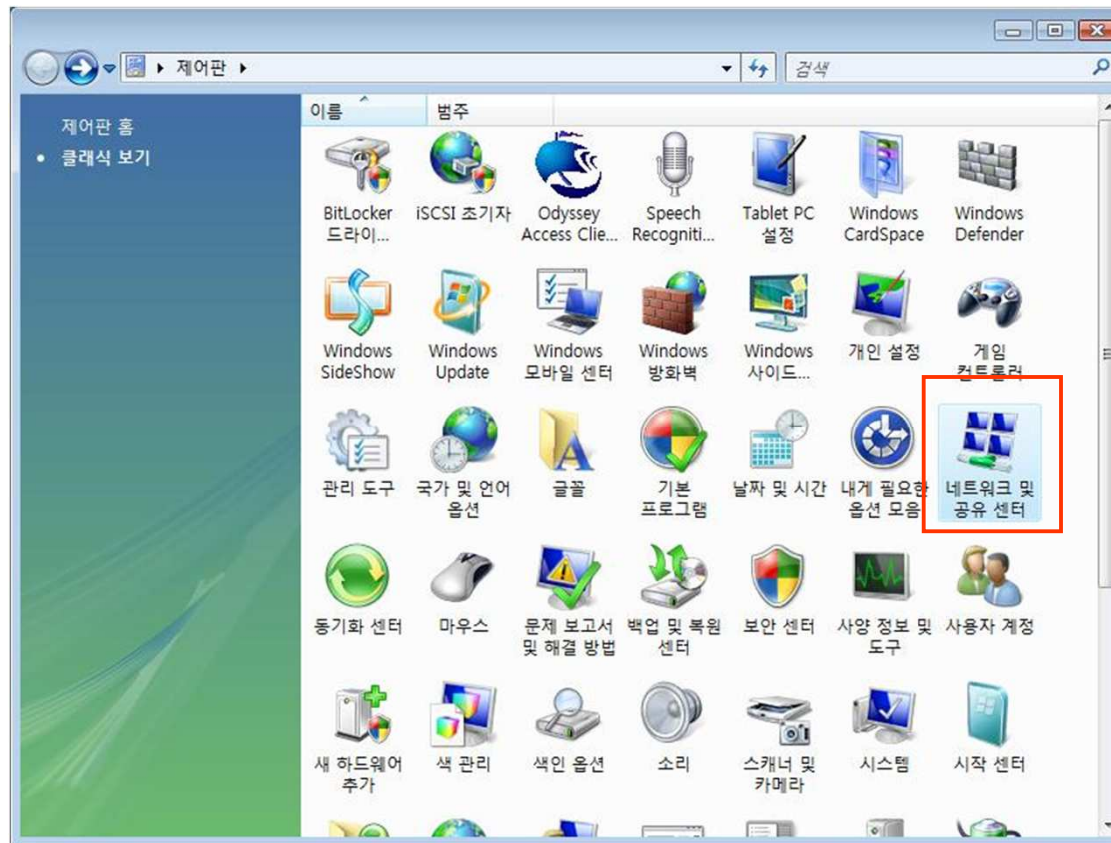 제어판
검색
제어판 홈
클래식 보기
이름 범주
BitLocker
드라이...
iSCSI 초기자
Odyssey
Access Clie...
Speech
Recogniti...
Tablet PC
설정
Windows
CardSpace
Windows
Defender
Windows
SideShow
Windows
Update
Windows
모바일 센터
Windows
방화벽
Windows
사이드...
개인 설정
게임
컨트롤러
관리 도구
국가 및 언어
옵션
글꼴
기본
프로그램
날짜 및 시간
내게 필요한
옵션 모음
네트워크 및
공유 센터
동기화 센터
마우스
문제 보고서
및 해결 방법
백업 및 복원
센터
보안 센터
사양 정보 및
도구
사용자 계정
새 하드웨어
추가
색 관리
색인 옵션
소리
스캐너 및
카메라
시스템
시작 센터